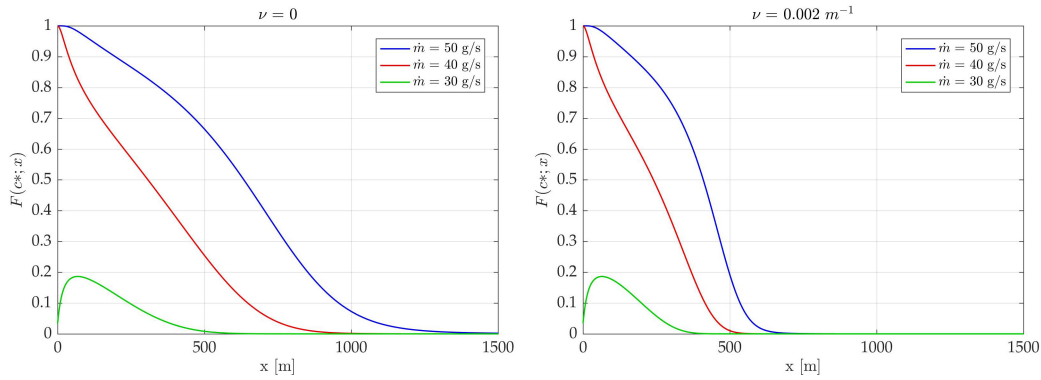 ν = 0
1
0.9
0.8
0.7
0.6
0.5
0.4
0.3
0.2
0.1
0
F(c*; x)
ṁ = 50 g/s
ṁ = 40 g/s
ṁ = 30 g/s
0 500 1000 1500
x [m]
ν = 0.002 m⁻¹
1
0.9
0.8
0.7
0.6
0.5
0.4
0.3
0.2
0.1
0
F(c*; x)
ṁ = 50 g/s
ṁ = 40 g/s
ṁ = 30 g/s
0 500 1000 1500
x [m]